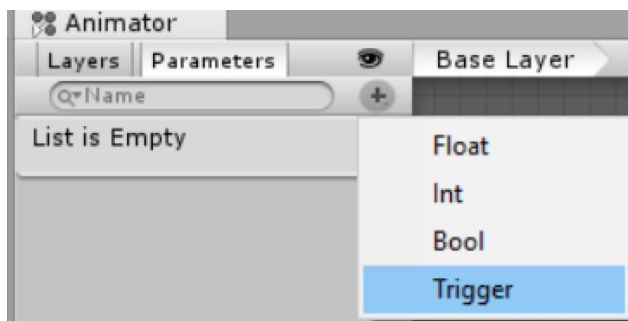 Animator
Layers Parameters Base Layer
Name
List is Empty
Float
Int
Bool
Trigger